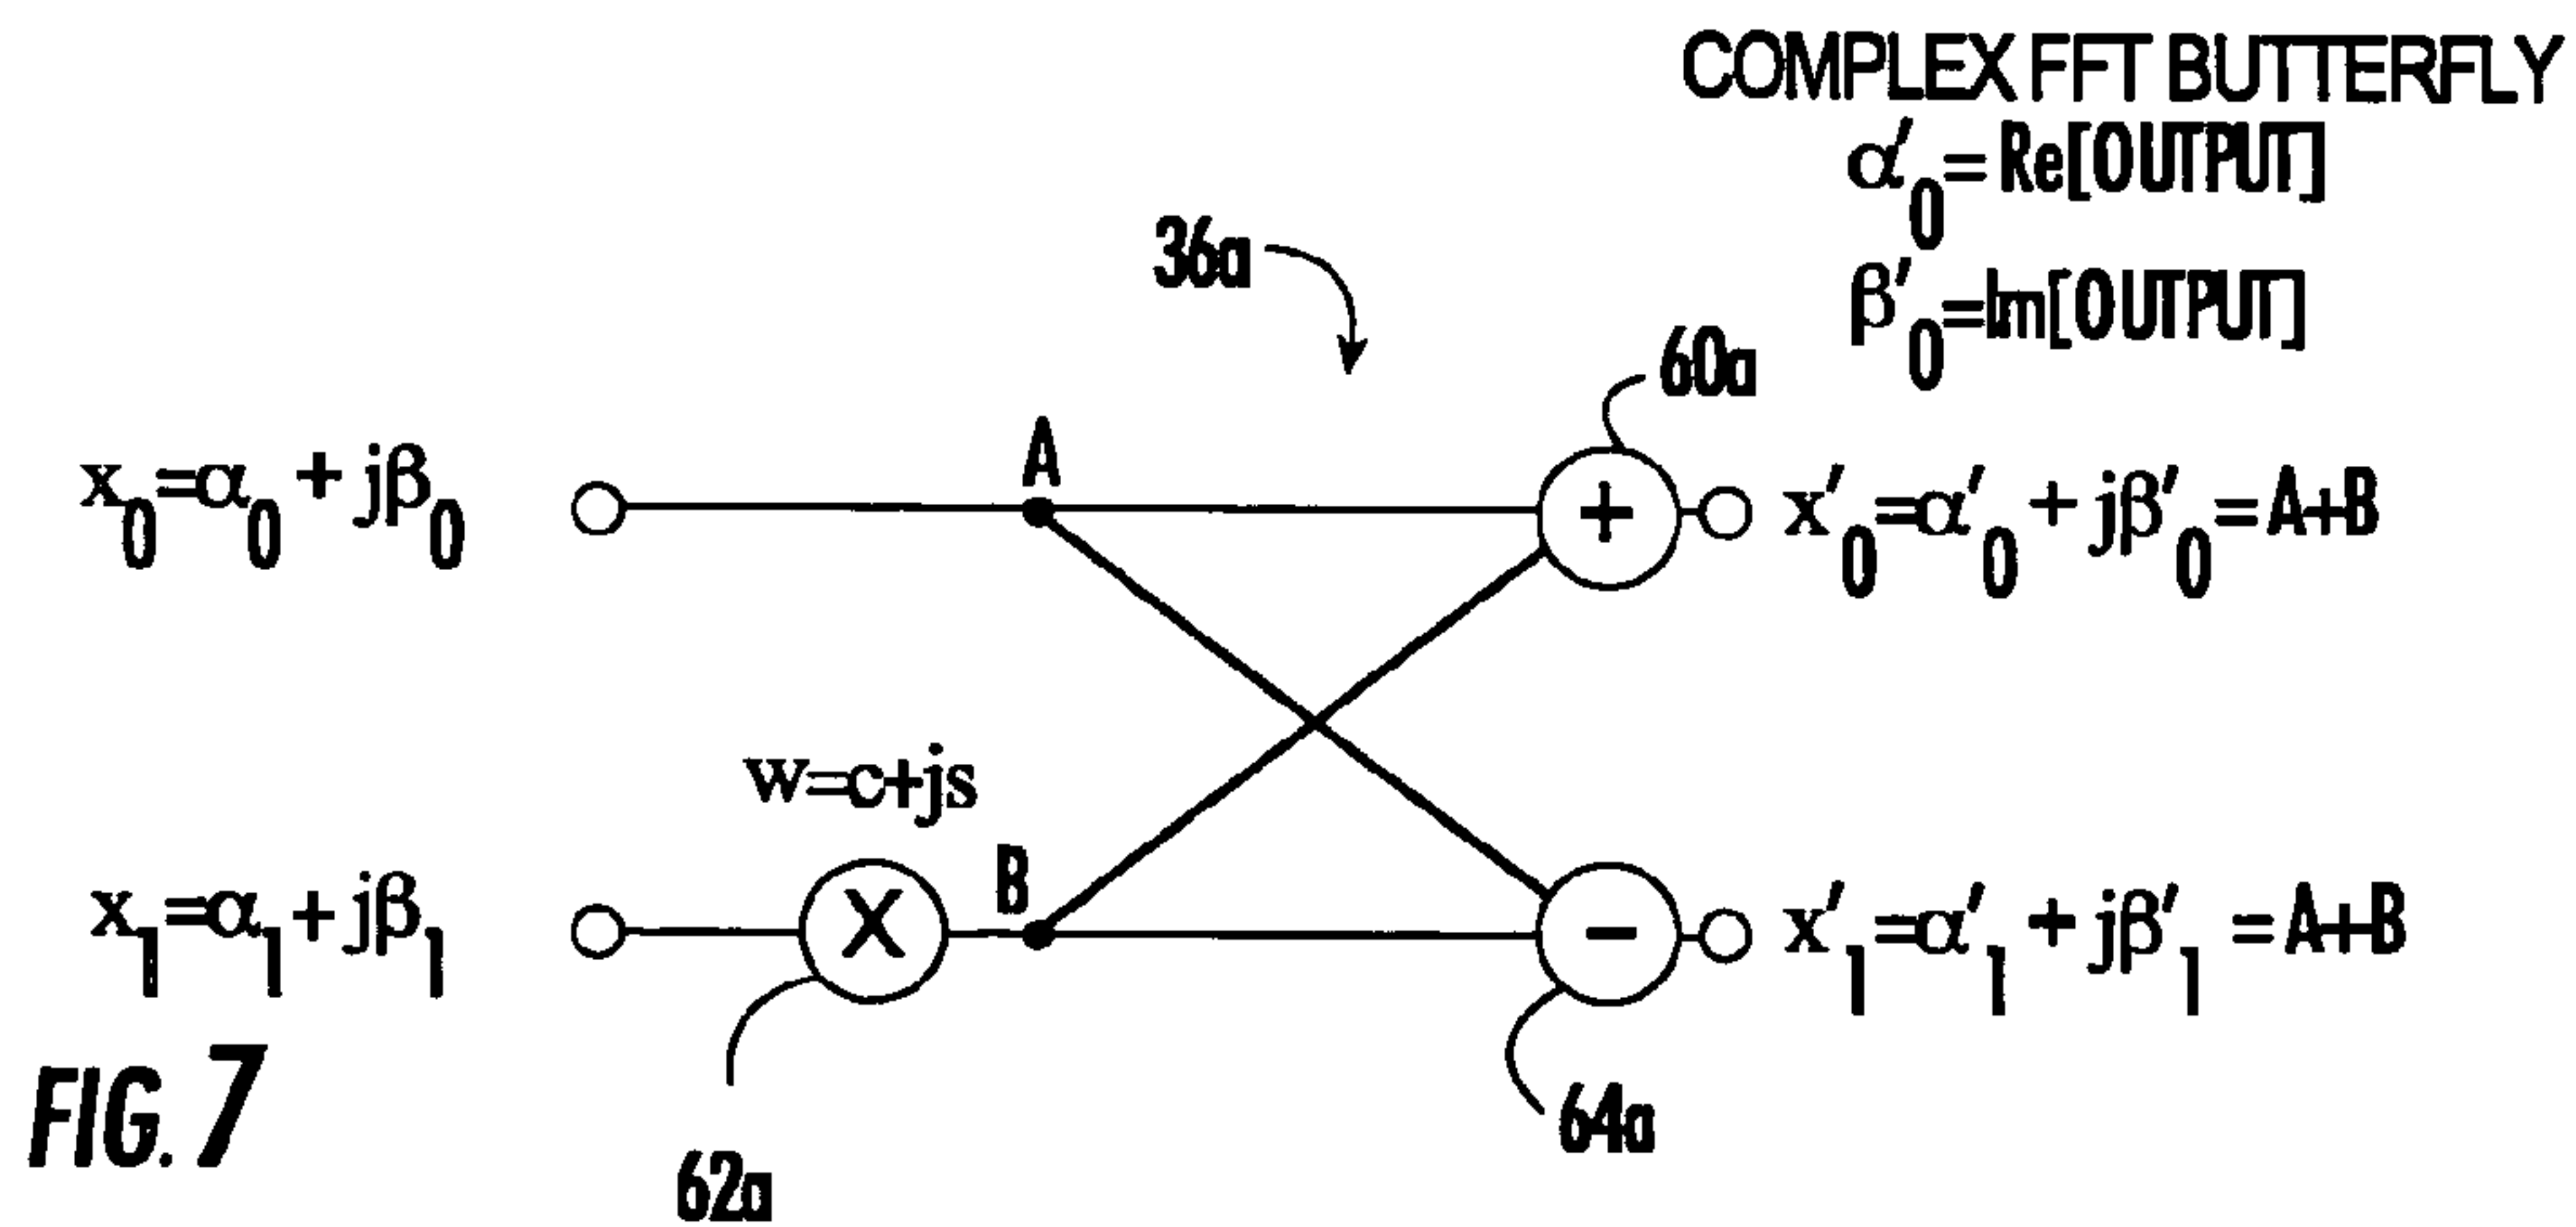 COMPLEX FFT BUTTERFLY
α′₀=Re[OUTPUT]
β′₀=Im[OUTPUT]
36a
60a
x₀=α₀ + jβ₀
A
+
x′₀=α′₀ + jβ′₀=A+B
w=c+js
x₁=α₁ + jβ₁
X
B
-
x′₁=α′₁ + jβ′₁ =A+B
62a
64a
FIG. 7